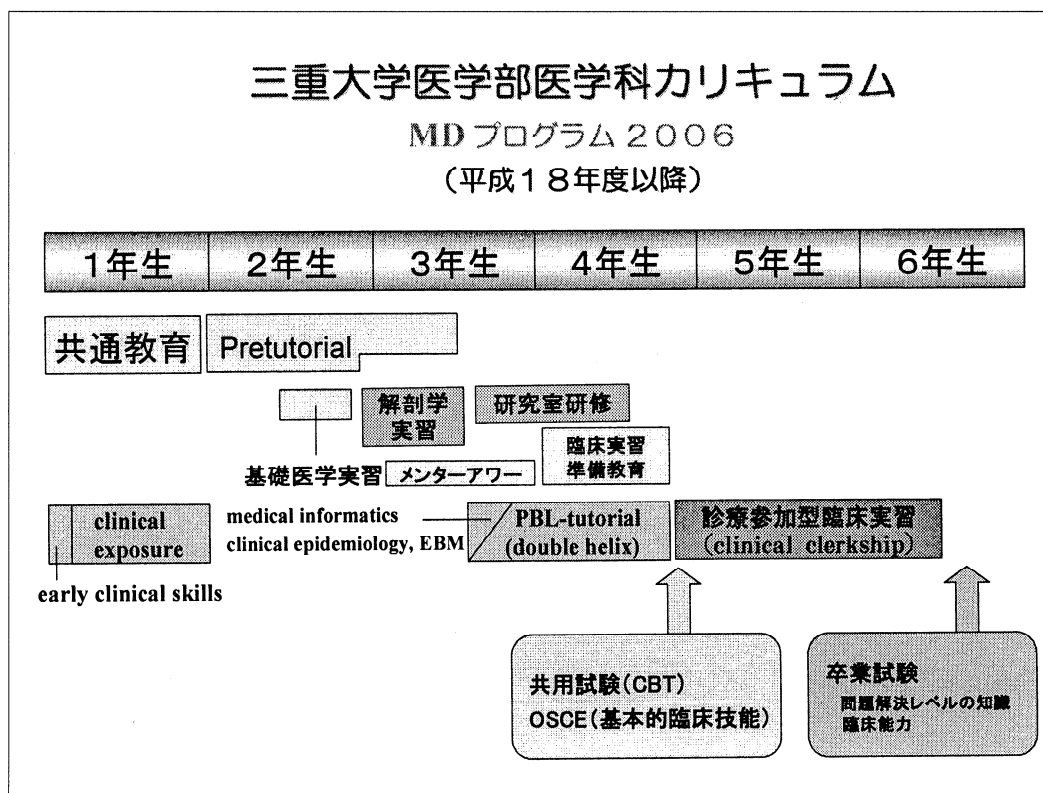 三重大学医学部医学科カリキュラム
MD プログラム ２００６
（平成１８年度以降）
１年生 ２年生 ３年生 ４年生 ５年生 ６年生
共通教育 Pretutorial
解剖学
実習
研究室研修
基礎医学実習
メンターアワー
臨床実習
準備教育
clinical
exposure
early clinical skills
medical informatics
clinical epidemiology, EBM
PBL-tutorial
(double helix)
診療参加型臨床実習
(clinical clerkship)
共用試験(CBT)
OSCE(基本的臨床技能)
卒業試験
問題解決レベルの知識
臨床能力